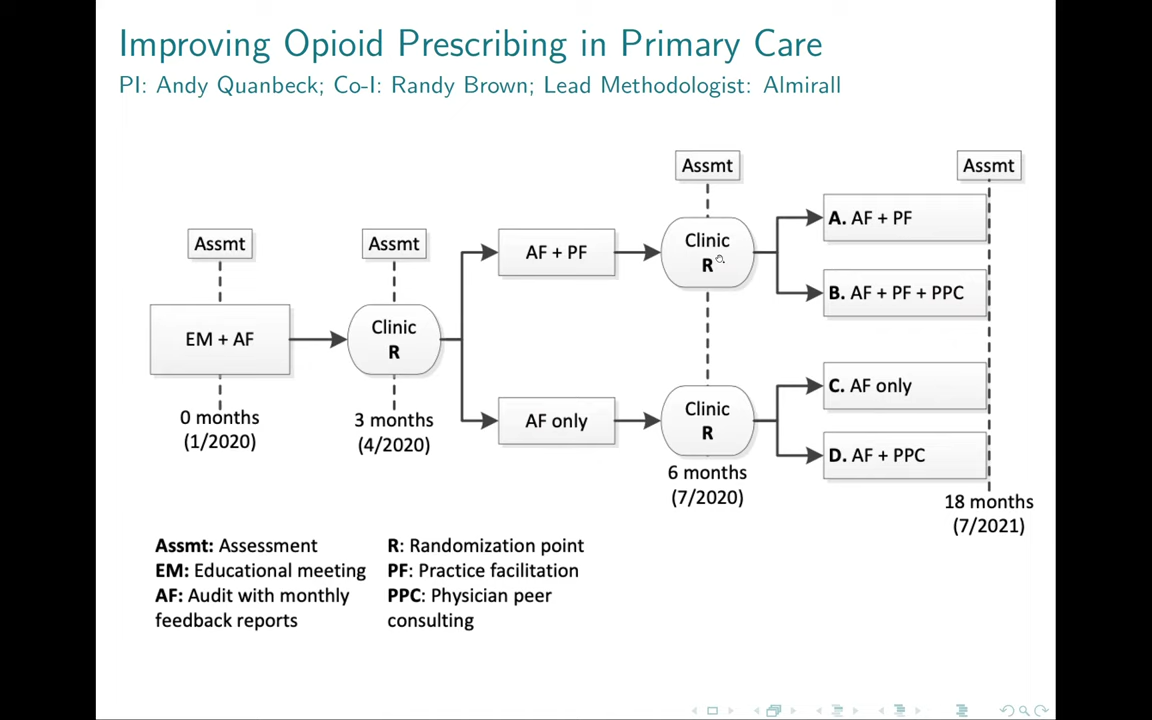 Improving Opioid Prescribing in Primary Care
PI: Andy Quanbeck; Co-I: Randy Brown; Lead Methodologist: Almirall
Assmt
Assmt
Assmt
Assmt
EM + AF
Clinic
R
AF + PF
AF only
Clinic
R
Clinic
R
A. AF + PF
B. AF + PF + PPC
C. AF only
D. AF + PPC
0 months
(1/2020)
3 months
(4/2020)
6 months
(7/2020)
18 months
(7/2021)
Assmt: Assessment
EM: Educational meeting
AF: Audit with monthly
feedback reports
R: Randomization point
PF: Practice facilitation
PPC: Physician peer
consulting